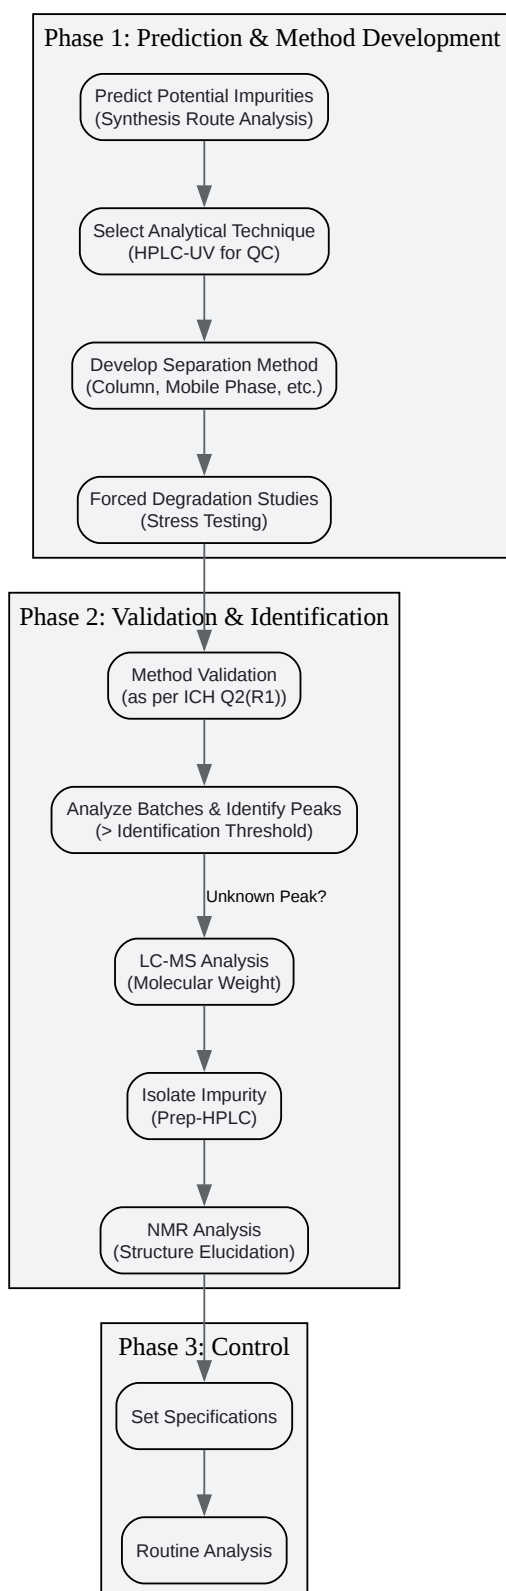 Phase 1: Prediction & Method Development
Predict Potential Impurities
(Synthesis Route Analysis)
Select Analytical Technique
(HPLC-UV for QC)
Develop Separation Method
(Column, Mobile Phase, etc.)
Forced Degradation Studies
(Stress Testing)
Phase 2: Validation & Identification
Method Validation
(as per ICH Q2(R1))
Analyze Batches & Identify Peaks
(> Identification Threshold)
Unknown Peak?
LC-MS Analysis
(Molecular Weight)
Isolate Impurity
(Prep-HPLC)
NMR Analysis
(Structure Elucidation)
Phase 3: Control
Set Specifications
Routine Analysis